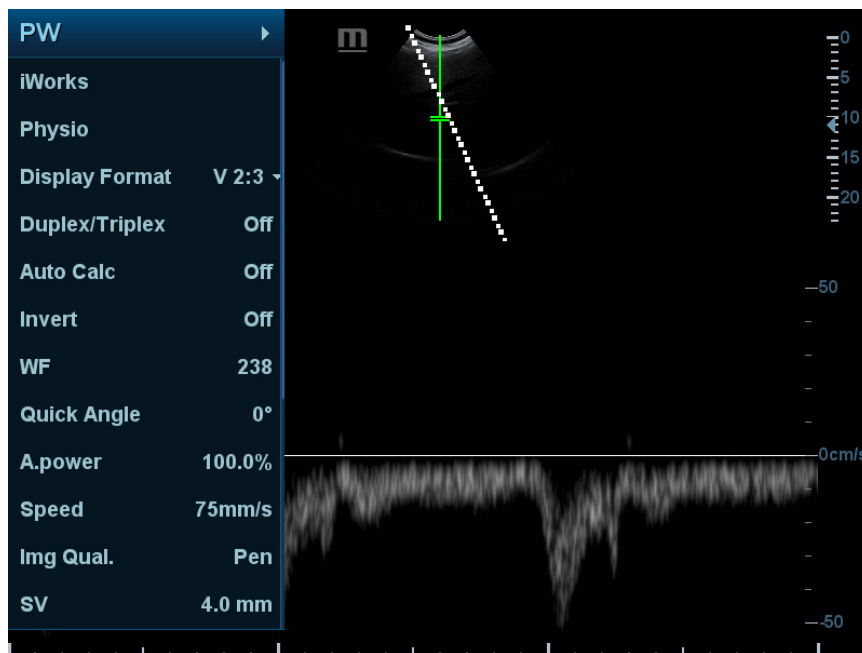 PW
m
iWorks
Physio
Display Format V 2:3
Duplex/Triplex Off
Auto Calc Off
Invert Off
WF 238
Quick Angle 0°
A.power 100.0%
Speed 75mm/s
Img Qual. Pen
SV 4.0 mm
0
5
10
15
20
50
0cm/s
-50